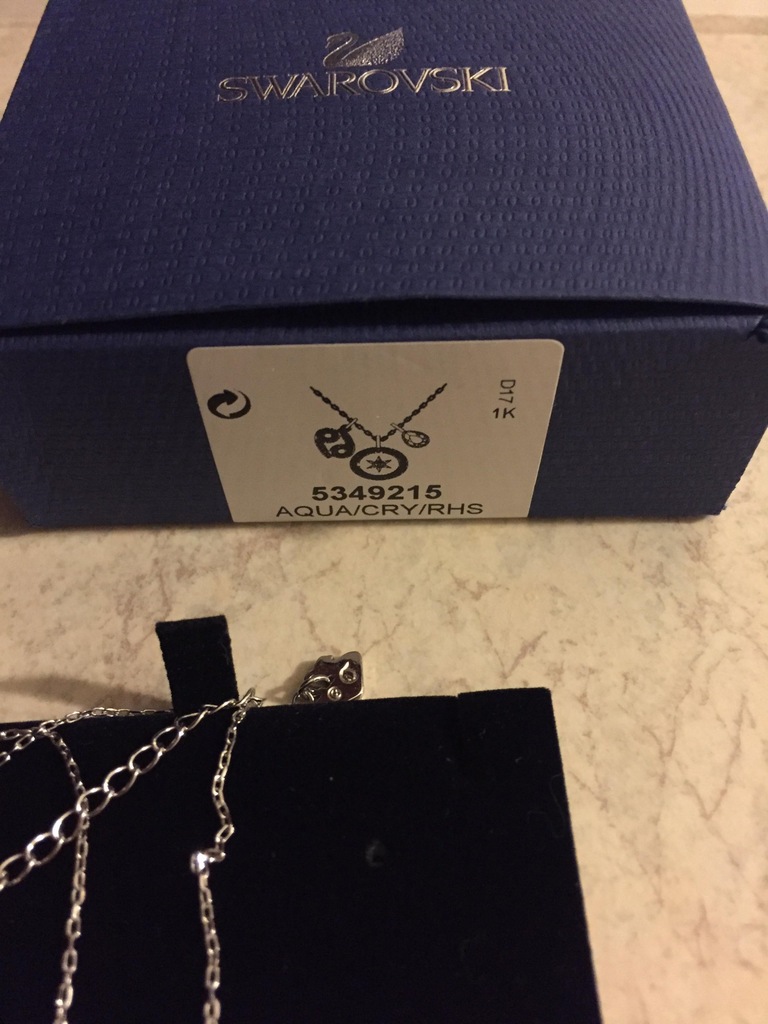 SWAROVSKI
D17
1K
5349215
AQUA/CRY/RHS